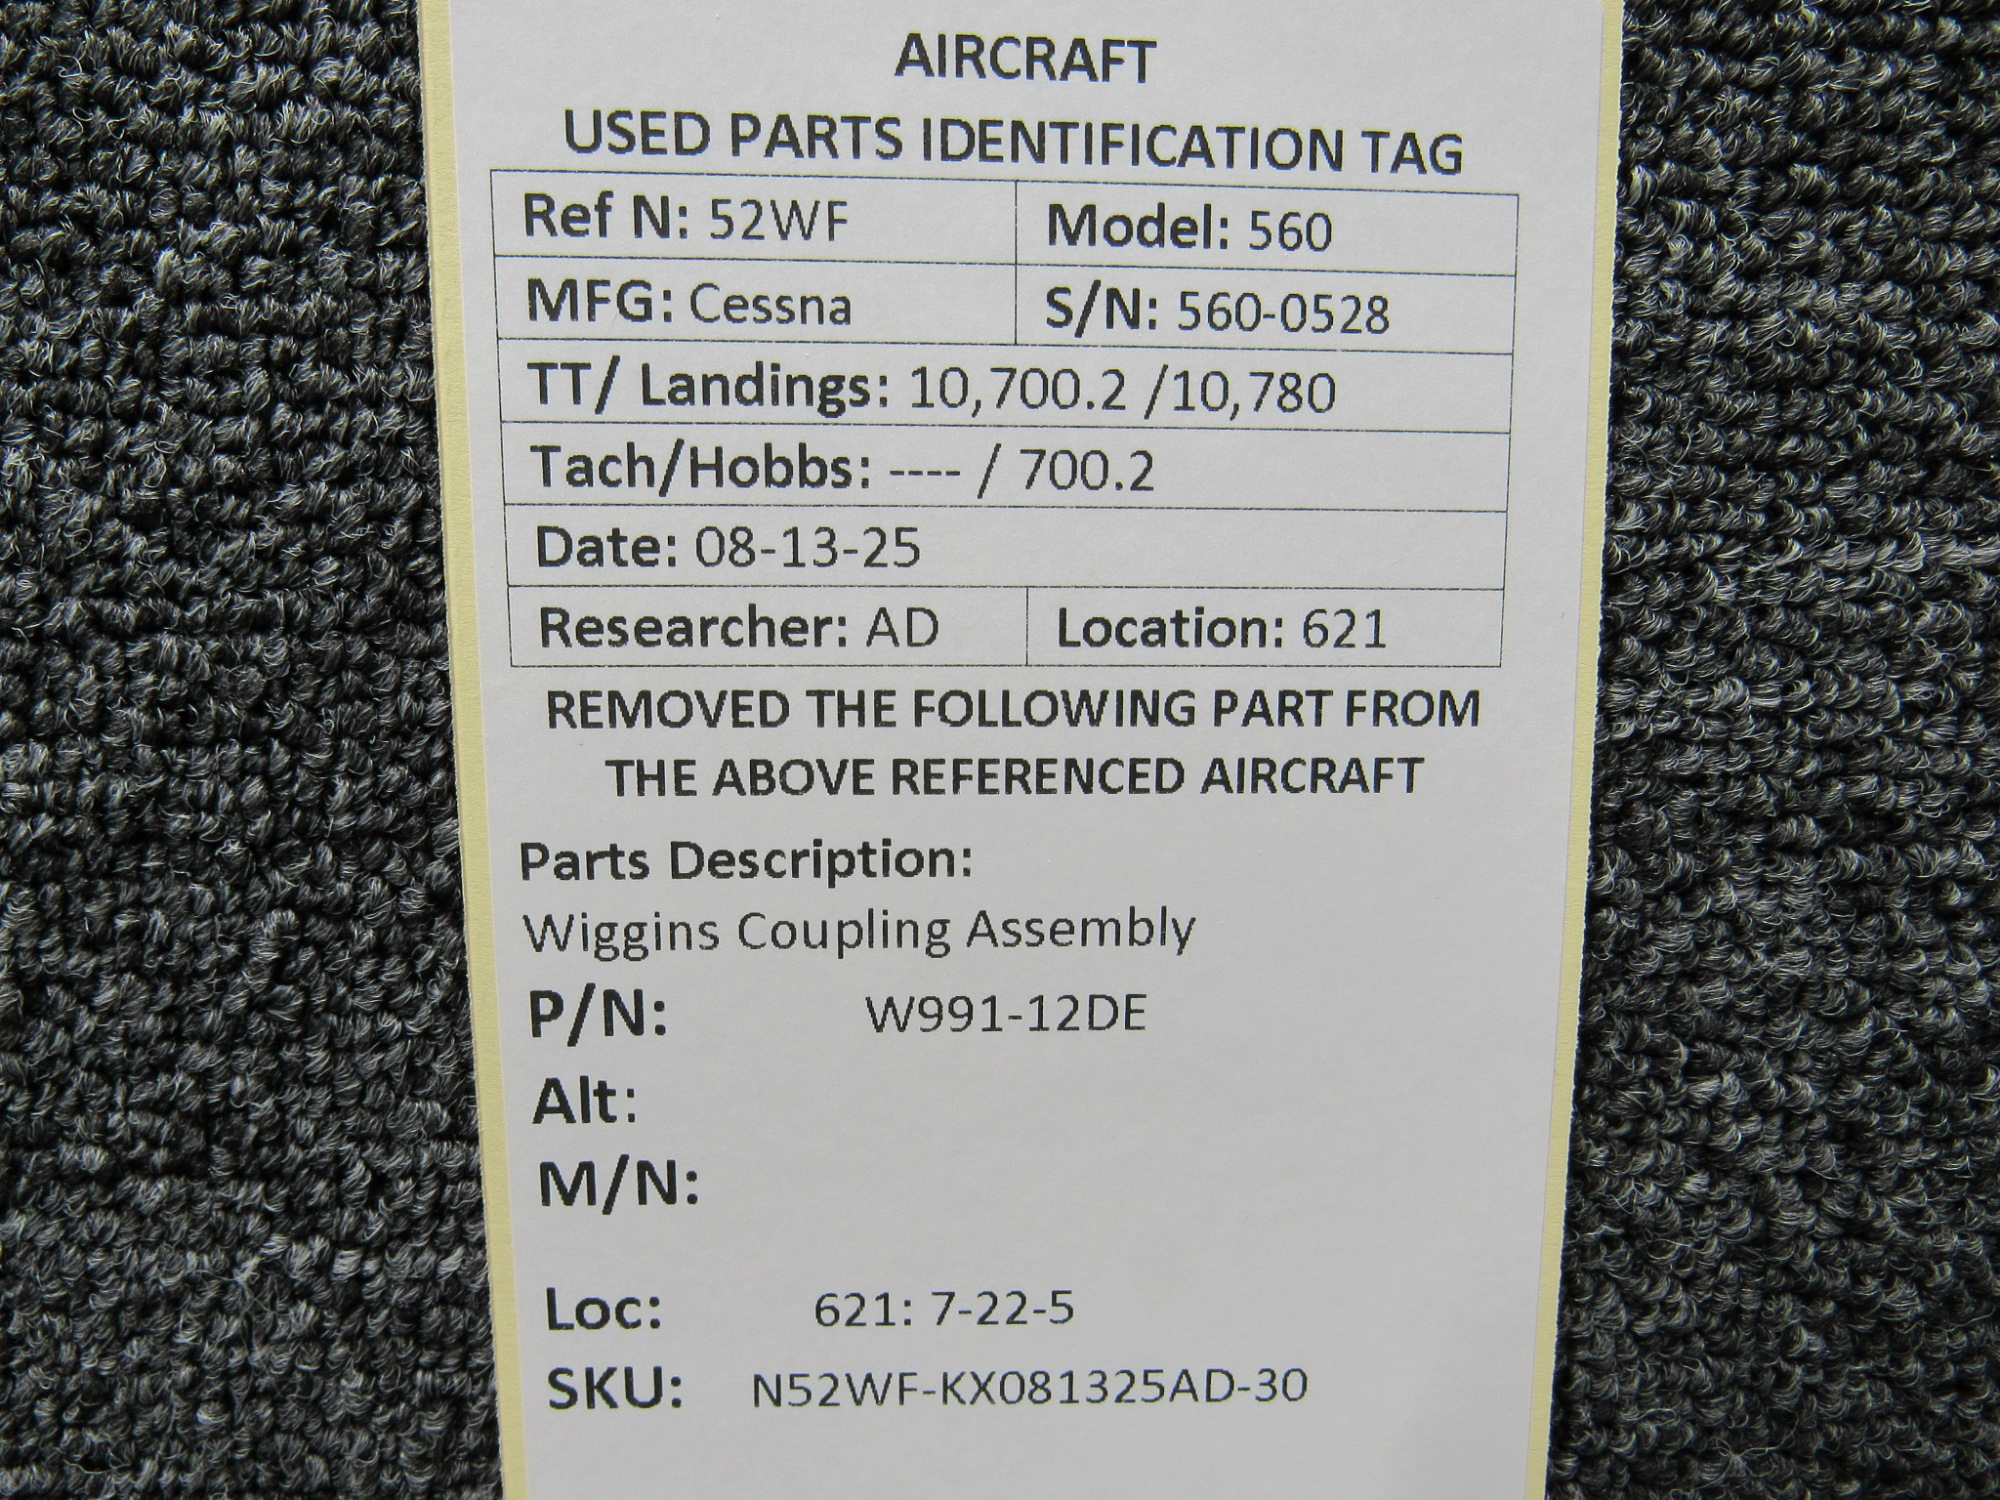 AIRCRAFT
USED PARTS IDENTIFICATION TAG
Ref N: 52WF Model: 560
MFG: Cessna S/N: 560-0528
TT/ Landings: 10,700.2 /10,780
Tach/Hobbs: ---- / 700.2
Date: 08-13-25
Researcher: AD Location: 621
REMOVED THE FOLLOWING PART FROM
THE ABOVE REFERENCED AIRCRAFT
Parts Description:
Wiggins Coupling Assembly
P/N: W991-12DE
Alt:
M/N:
Loc: 621: 7-22-5
SKU: N52WF-KX081325AD-30